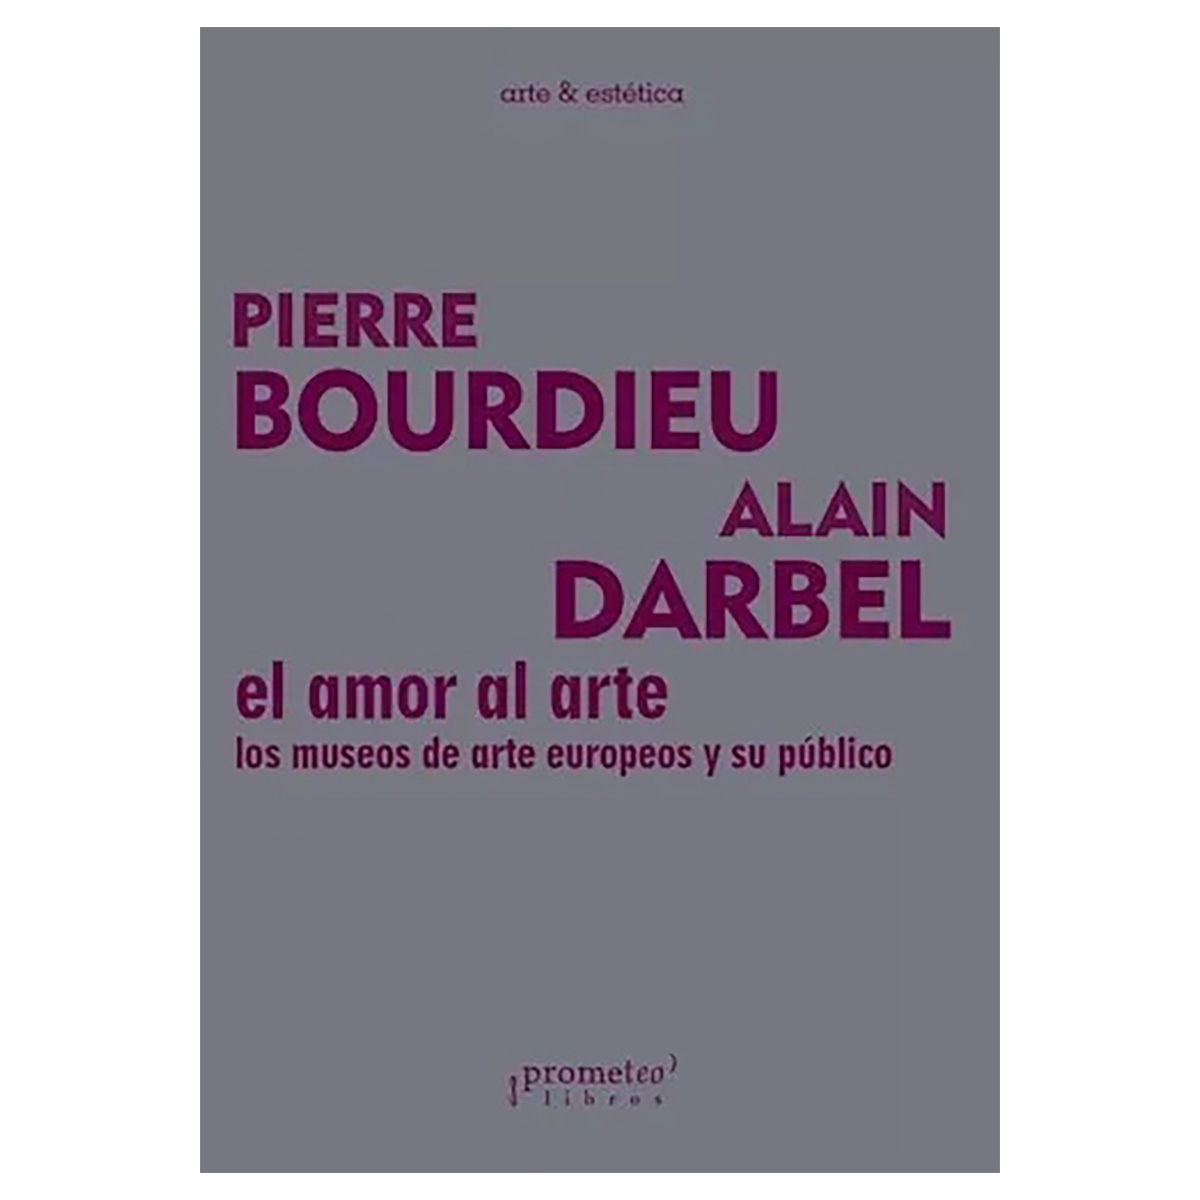 arte & estética
PIERRE
BOURDIEU
ALAIN
DARBEL
el amor al arte
los museos de arte europeos y su público
prometeo
libros